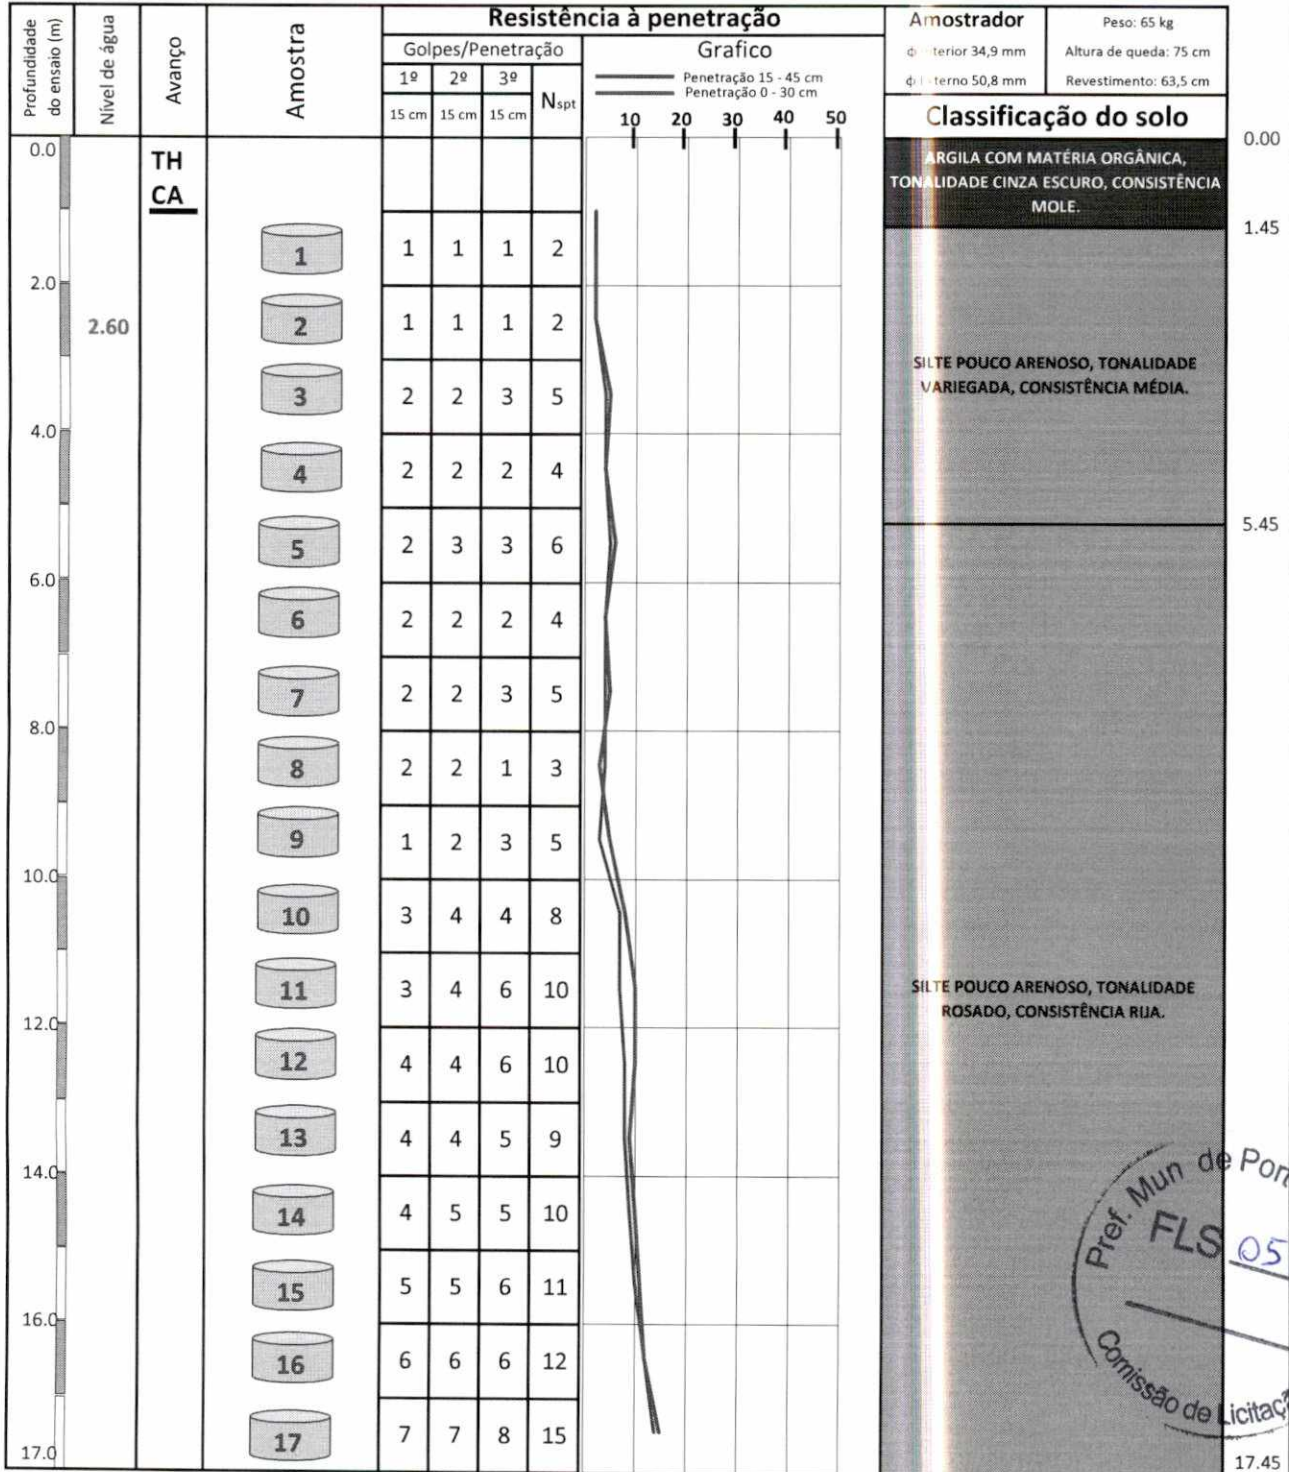 Profundidade
do ensaio (m)
Nível de água
Avanço
Amostra
Resistência à penetração
Golpes/Penetração
1º 2º 3º Nspt
15 cm 15 cm 15 cm
Grafico
Penetração 15 - 45 cm
Penetração 0 - 30 cm
10 20 30 40 50
Amostrador
terior 34,9 mm
terno 50,8 mm
Peso: 65 kg
Altura de queda: 75 cm
Revestimento: 63,5 cm
Classificação do solo
0.0
TH
CA
ARGILA COM MATÉRIA ORGÂNICA,
TONALIDADE CINZA ESCURO, CONSISTÊNCIA
MOLE.
0.00
1.45
1 1 1 1 2
2.0
2.60
2 1 1 1 2
SILTE POUCO ARENOSO, TONALIDADE
VARIEGADA, CONSISTÊNCIA MÉDIA.
3 2 2 3 5
4.0
4 2 2 2 4
5.45
5 2 3 3 6
6.0
6 2 2 2 4
7 2 2 3 5
8.0
8 2 2 1 3
9 1 2 3 5
10.0
10 3 4 4 8
11 3 4 6 10
SILTE POUCO ARENOSO, TONALIDADE
ROSADO, CONSISTÊNCIA RIJA.
12.0
12 4 4 6 10
13 4 4 5 9
14.0
14 4 5 5 10
15 5 5 6 11
16.0
16 6 6 6 12
17 7 7 8 15
17.0
17.45
Pref. Mun de Port
FLS 05
Comissão de Licitaç